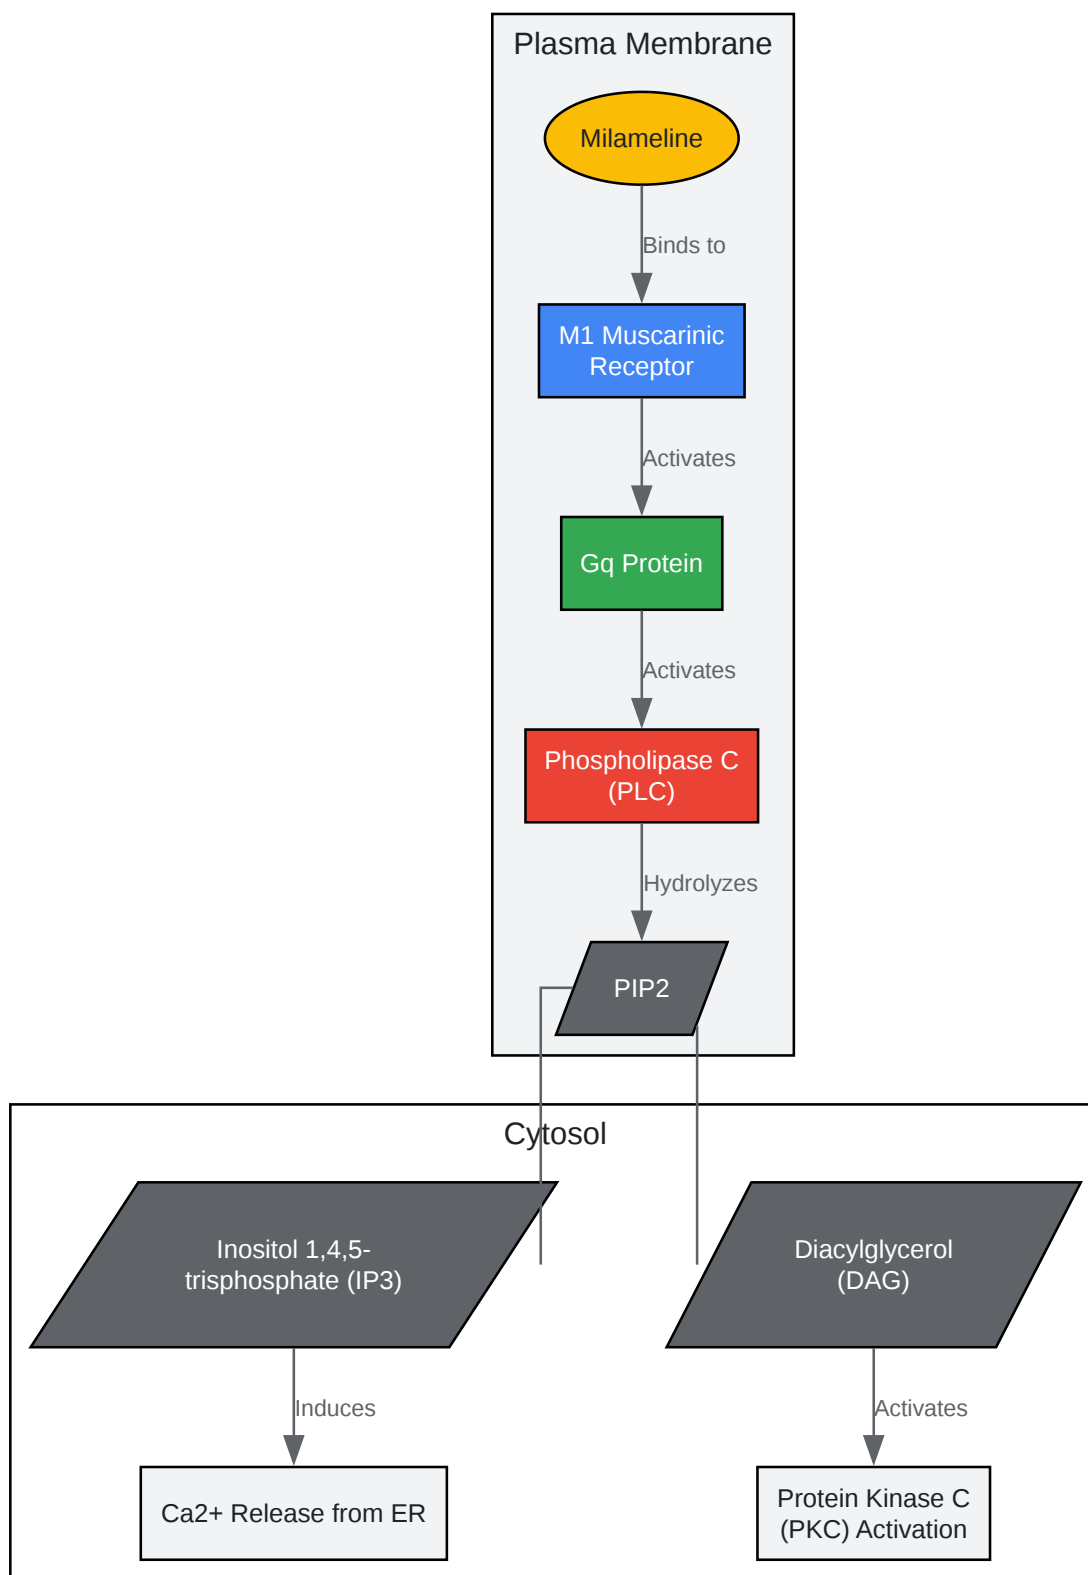 Plasma Membrane
Milameline
Binds to
M1 Muscarinic
Receptor
Activates
Gq Protein
Activates
Phospholipase C
(PLC)
Hydrolyzes
PIP2
Cytosol
Inositol 1,4,5-
trisphosphate (IP3)
Diacylglycerol
(DAG)
Induces
Activates
Ca2+ Release from ER
Protein Kinase C
(PKC) Activation